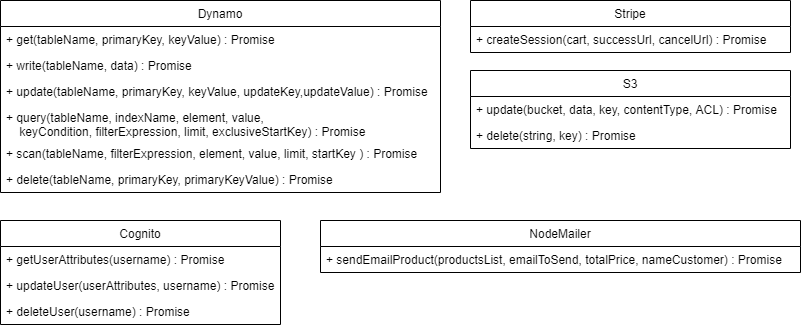 Dynamo
+ get(tableName, primaryKey, keyValue) : Promise
+ write(tableName, data) : Promise
+ update(tableName, primaryKey, keyValue, updateKey,updateValue) : Promise
+ query(tableName, indexName, element, value,
keyCondition, filterExpression, limit, exclusiveStartKey) : Promise
+ scan(tableName, filterExpression, element, value, limit, startKey ) : Promise
+ delete(tableName, primaryKey, primaryKeyValue) : Promise
Stripe
+ createSession(cart, successUrl, cancelUrl) : Promise
S3
+ update(bucket, data, key, contentType, ACL) : Promise
+ delete(string, key) : Promise
Cognito
+ getUserAttributes(username) : Promise
+ updateUser(userAttributes, username) : Promise
+ deleteUser(username) : Promise
NodeMailer
+ sendEmailProduct(productsList, emailToSend, totalPrice, nameCustomer) : Promise